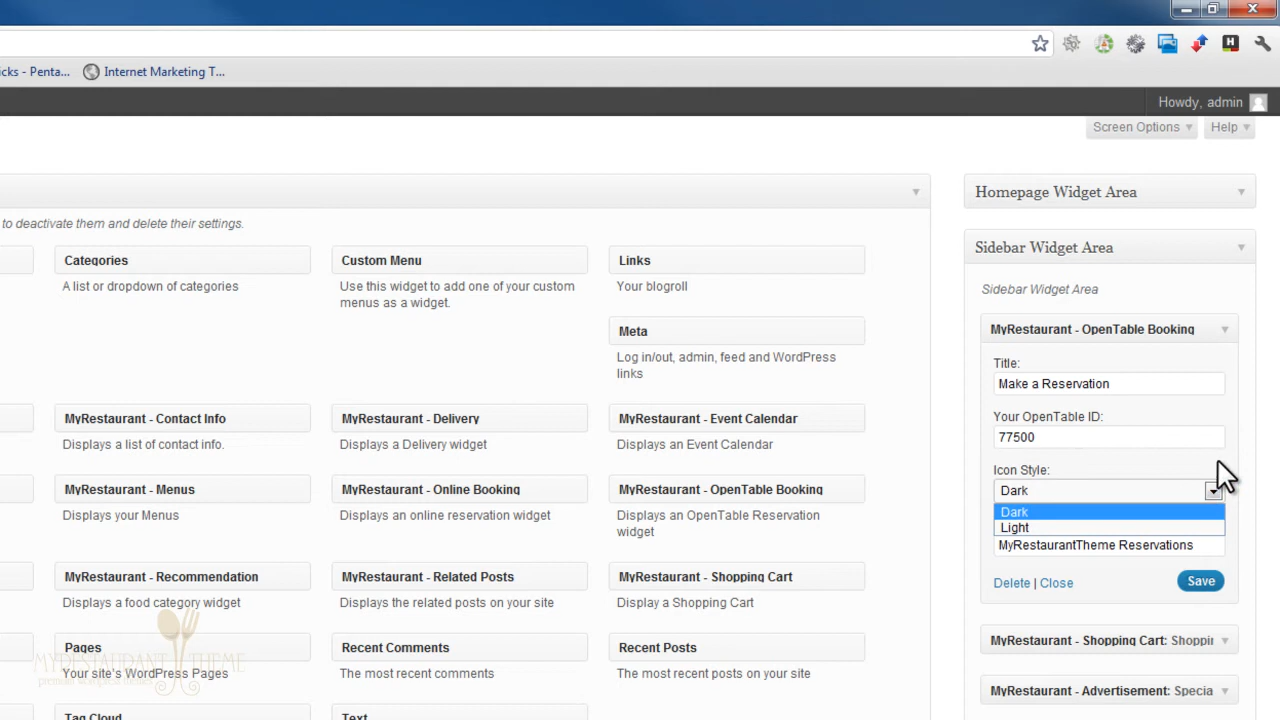 icks - Penta...
Internet Marketing T...
H
Howdy, admin
Screen Options
Help
Homepage Widget Area
to deactivate them and delete their settings.
Sidebar Widget Area
Categories
Custom Menu
Links
A list or dropdown of categories
Use this widget to add one of your custom
menus as a widget.
Your blogroll
Sidebar Widget Area
Meta
Log in/out, admin, feed and WordPress
links
MyRestaurant - OpenTable Booking
Title:
Make a Reservation
Your OpenTable ID:
77500
Icon Style:
Dark
Dark
Light
MyRestaurantTheme Reservations
Delete | Close
Save
MyRestaurant - Contact Info
MyRestaurant - Delivery
MyRestaurant - Event Calendar
Displays a list of contact info.
Displays a Delivery widget
Displays an Event Calendar
MyRestaurant - Menus
MyRestaurant - Online Booking
MyRestaurant - OpenTable Booking
Displays your Menus
Displays an online reservation widget
Displays an OpenTable Reservation
widget
MyRestaurant - Recommendation
MyRestaurant - Related Posts
MyRestaurant - Shopping Cart
Displays a food category widget
Displays the related posts on your site
Display a Shopping Cart
MyRestaurant - Shopping Cart: Shoppin
Pages
Recent Comments
Recent Posts
Your site's WordPress Pages
The most recent comments
The most recent posts on your site
MYRESTAURANT THEME
MyRestaurant - Advertisement: Specia
Tag Cloud
Text